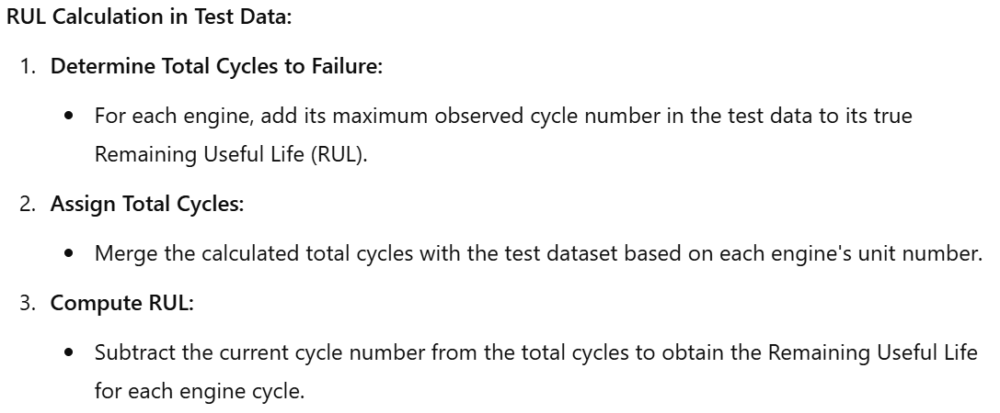 RUL Calculation in Test Data:
1. Determine Total Cycles to Failure:
• For each engine, add its maximum observed cycle number in the test data to its true
Remaining Useful Life (RUL).
2. Assign Total Cycles:
• Merge the calculated total cycles with the test dataset based on each engine's unit number.
3. Compute RUL:
• Subtract the current cycle number from the total cycles to obtain the Remaining Useful Life
for each engine cycle.